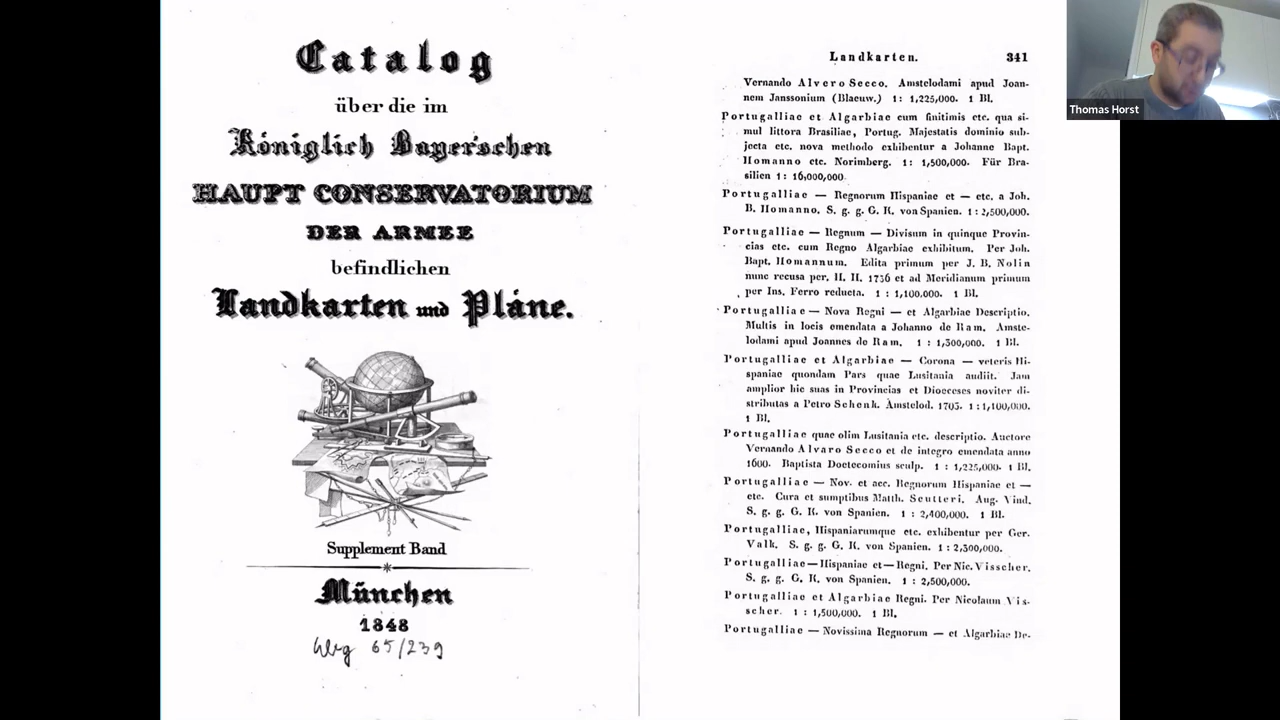 Catalog
über die im
Königlich Bayer'schen
HAUPT CONSERVATORIUM
DER ARMEE
befindlichen
Landkarten und Pläne.
Supplement Band
München
1848
65/239
Landkarten. 341
Vernando Alvero Secco. Amstelodami apud Joan-
nem Janssonium (Blaeuw.) 1: 1,225,000. 1 Bl.
Portugalliae et Algarbiae cum finitimis etc. qua si-
mul littora Brasiliae, Portug. Majestatis dominio sub-
jecta etc. nova methodo exhibentur a Johanne Bapt.
Homanno etc. Norimberg. 1: 1,500,000. Für Bra-
silien 1: 16,000,000
Portugalliae — Regnorum Hispaniae et — etc. a Joh.
B. Homanno. S. g. g. G. K. von Spanien. 1:2,500,000.
Portugalliae — Regnum — Divisum in quinque Provin-
cias etc. cum Regno Algarbiae exhibitum. Per Joh.
Bapt. Homannum. Edita primum per J. B. Nolin
nunc recusa per. H. H. 1736 et ad Meridianum primum
per Ins. Ferro reducta. 1 : 1,100,000. 1 Bl.
Portugalliae — Nova Regni — et Algarbiae Descriptio.
Multis in locis emendata a Johanno de Ram. Amste-
lodami apud Joannes de Ram. 1 : 1,300,000. 1 Bl.
Portugalliae et Algarbiae — Corona — veteris Hi-
spaniae quondam Pars quae Lusitania audiit. Jam
amplior hic suas in Provincias et Dioeceses noviter di-
stributas a Petro Schenk. Amstelod. 1703. 1:1,100,000.
1 Bl.
Portugalliae quae olim Lusitania etc. descriptio. Auctore
Vernando Alvaro Secco et de integro emendata anno
1600. Baptista Doetecomius sculp. 1 : 1,225,000. 1 Bl.
Portugalliae — Nov. et acc. Regnorum Hispaniae et —
etc. Cura et sumptibus Matth. Seutteri. Aug. Vind.
S. g. g. G. K. von Spanien. 1 : 2,400,000. 1 Bl.
Portugalliae, Hispaniarumque etc. exhibentur per Ger.
Valk. S. g. g. G. K. von Spanien. 1:2,300,000.
Portugalliae—Hispaniae et—Regni. Per Nic. Visscher.
S. g. g. G. K. von Spanien. 1 : 2,500,000.
Portugalliae et Algarbiae Regni. Per Nicolaum Vis-
scher. 1 : 1,500,000. 1 Bl.
Portugalliae — Novissima Regnorum — et Algarbiae De-
Thomas Horst